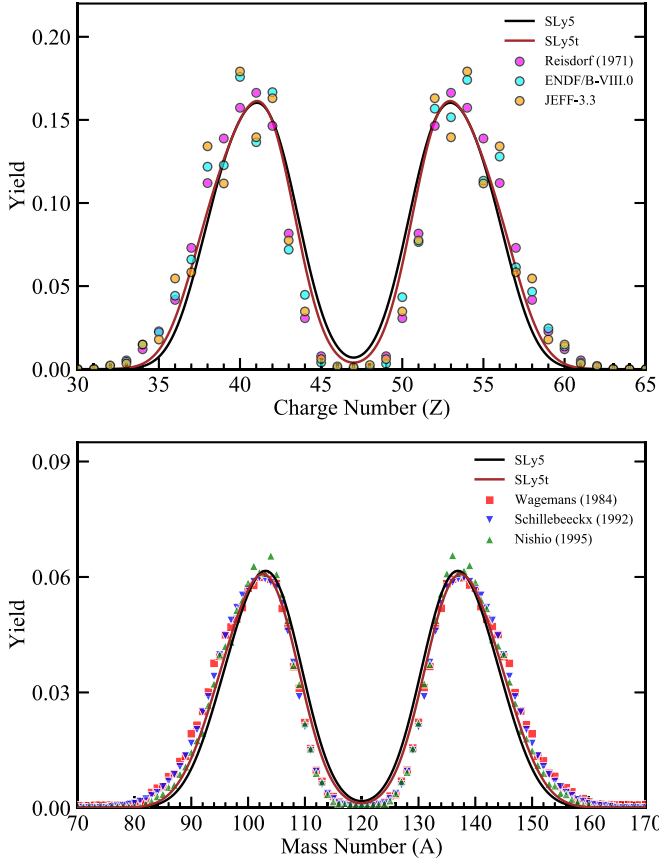 0.20
0.15
0.10
0.05
0.00
Yield
SLy5
SLy5t
Reisdorf (1971)
ENDF/B-VIII.0
JEFF-3.3
30 35 40 45 50 55 60 65
Charge Number (Z)
0.09
0.06
0.03
0.00
Yield
SLy5
SLy5t
Wagemans (1984)
Schillebeeckx (1992)
Nishio (1995)
70 80 90 100 110 120 130 140 150 160 170
Mass Number (A)